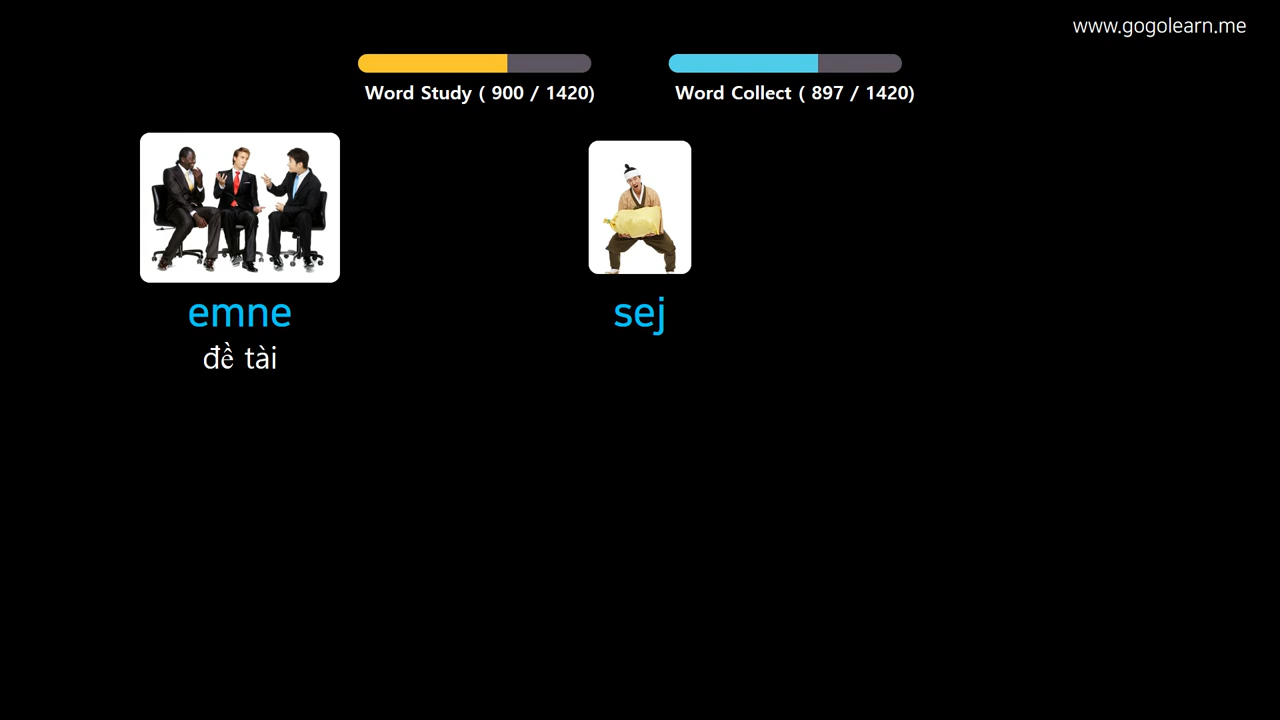 www.gogolearn.me
Word Study ( 900 / 1420)
Word Collect ( 897 / 1420)
emne
sej
đề tài